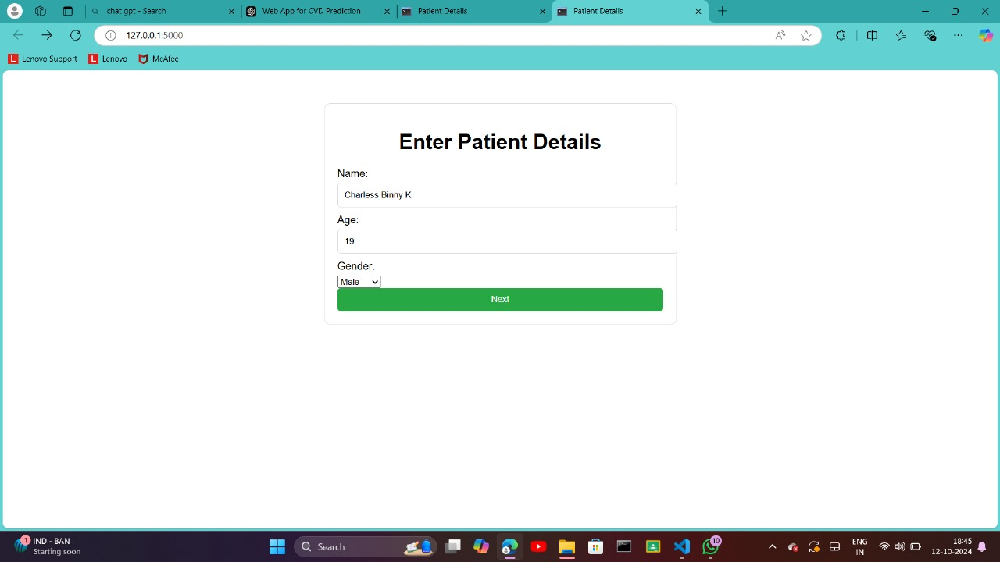 chat gpt - Search
Web App for CVD Prediction
Patient Details
Patient Details
127.0.0.1:5000
Lenovo Support
Lenovo
McAfee
Enter Patient Details
Name:
Charless Binny K
Age:
19
Gender:
Male
Next
1
IND - BAN
Starting soon
Search
10
ENG
IN
18:45
12-10-2024